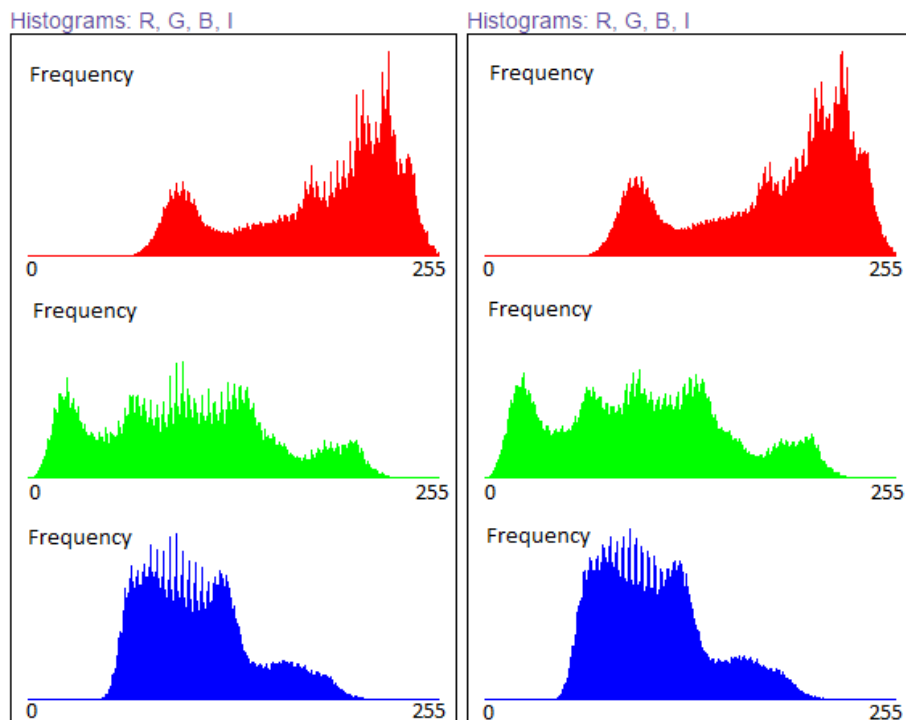 Histograms: R, G, B, I
Frequency
0 255
Frequency
0 255
Frequency
0 255
Histograms: R, G, B, I
Frequency
0 255
Frequency
0 255
Frequency
0 255